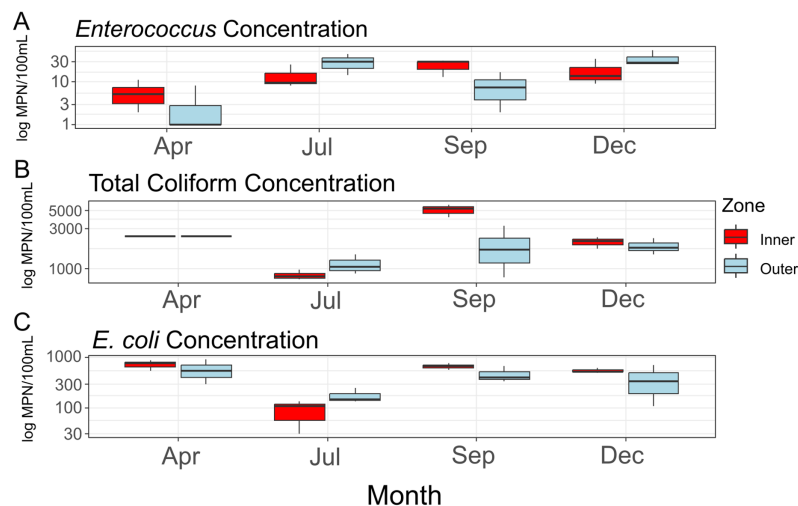 A
Enterococcus Concentration
log MPN/100mL
30
10
3
1
Apr Jul Sep Dec
B
Total Coliform Concentration
log MPN/100mL
5000
3000
1000
Apr Jul Sep Dec
Zone
Inner
Outer
C
E. coli Concentration
log MPN/100mL
1000
300
100
30
Apr Jul Sep Dec
Month